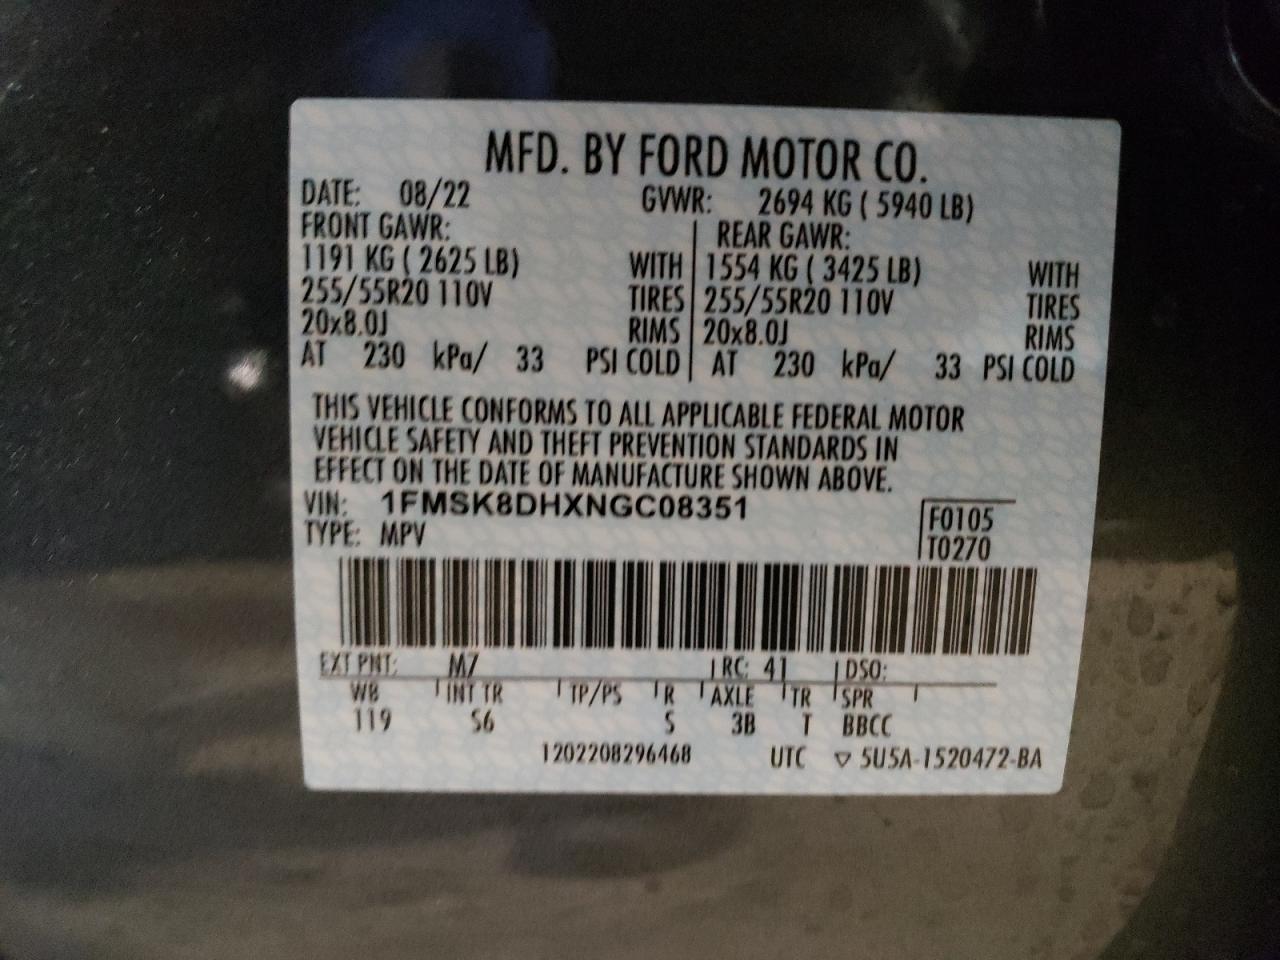 MFD. BY FORD MOTOR CO.
DATE: 08/22 GVWR: 2694 KG ( 5940 LB)
FRONT GAWR: REAR GAWR:
1191 KG ( 2625 LB) WITH 1554 KG ( 3425 LB) WITH
255/55R20 110V TIRES 255/55R20 110V TIRES
20x8.0J RIMS 20x8.0J RIMS
AT 230 kPa/ 33 PSI COLD AT 230 kPa/ 33 PSI COLD
THIS VEHICLE CONFORMS TO ALL APPLICABLE FEDERAL MOTOR
VEHICLE SAFETY AND THEFT PREVENTION STANDARDS IN
EFFECT ON THE DATE OF MANUFACTURE SHOWN ABOVE.
VIN: 1FMSK8DHXNGC08351
F0105
TYPE: MPV
T0270
EXT PNT: M7 RC: 41 DSO:
WB INT TR TP/PS R AXLE TR SPR
119 S6 S 3B T BBCC
1202208296468 UTC ▽ 5U5A-1520472-BA